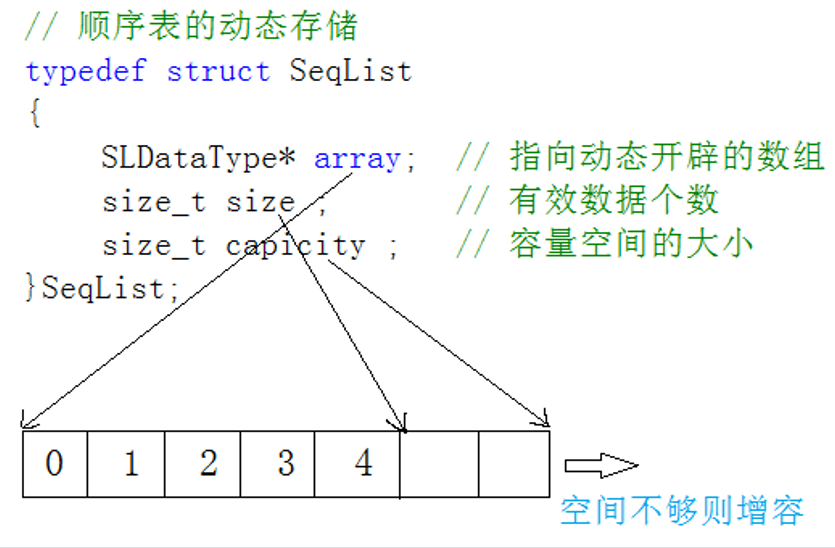 // 顺序表的动态存储
typedef struct SeqList
{
SLDataType* array; // 指向动态开辟的数组
size_t size ; // 有效数据个数
size_t capicity ; // 容量空间的大小
}SeqList;
0 1 2 3 4
空间不够则增容